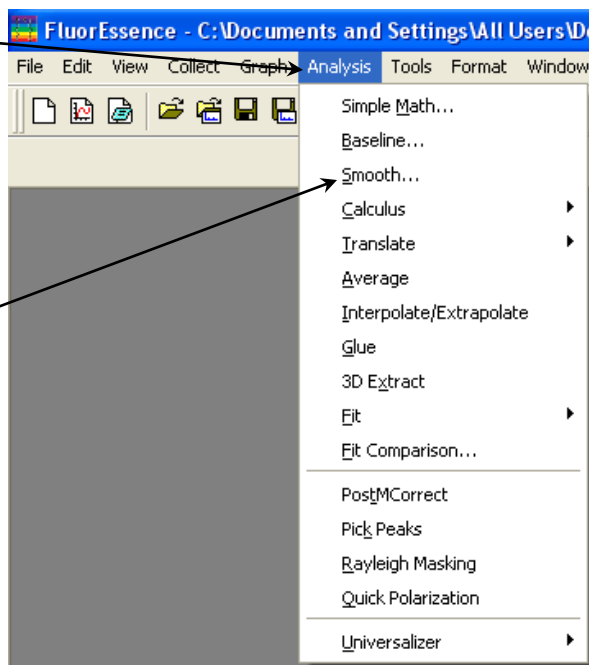 FluorEssence - C:\Documents and Settings\All Users\D
File Edit View Collect Graph Analysis Tools Format Window
Simple Math...
Baseline...
Smooth...
Calculus
Translate
Average
Interpolate/Extrapolate
Glue
3D Extract
Fit
Fit Comparison...
PostMCorrect
Pick Peaks
Rayleigh Masking
Quick Polarization
Universalizer